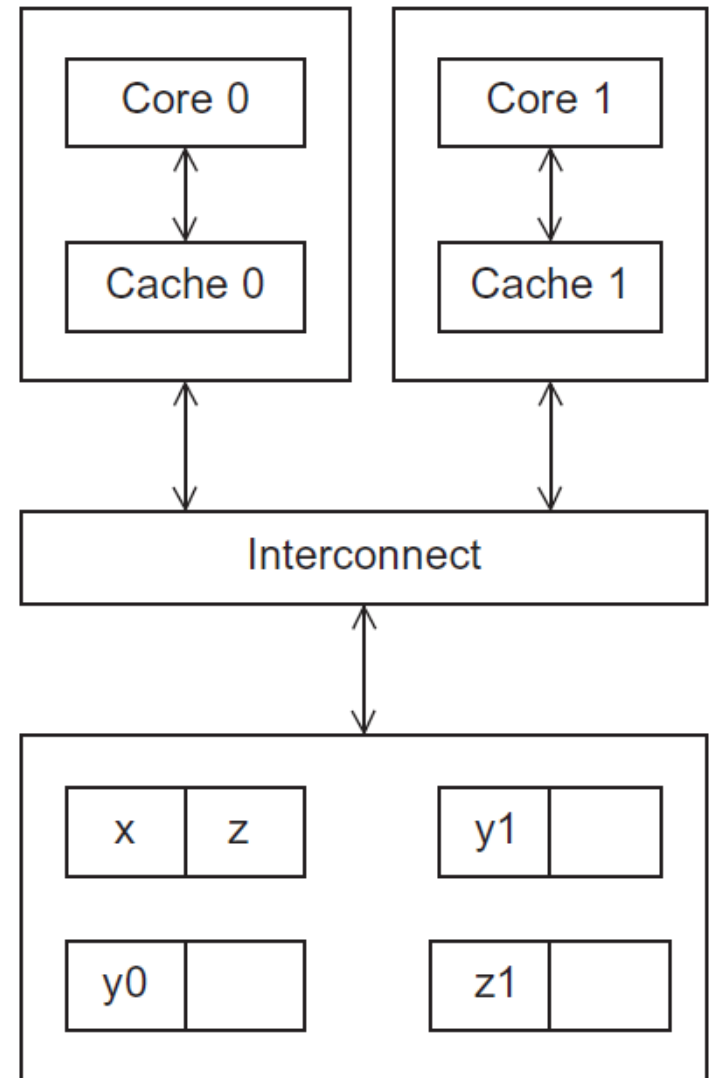 Core 0
Core 1
Cache 0
Cache 1
Interconnect
x
z
y1
y0
z1